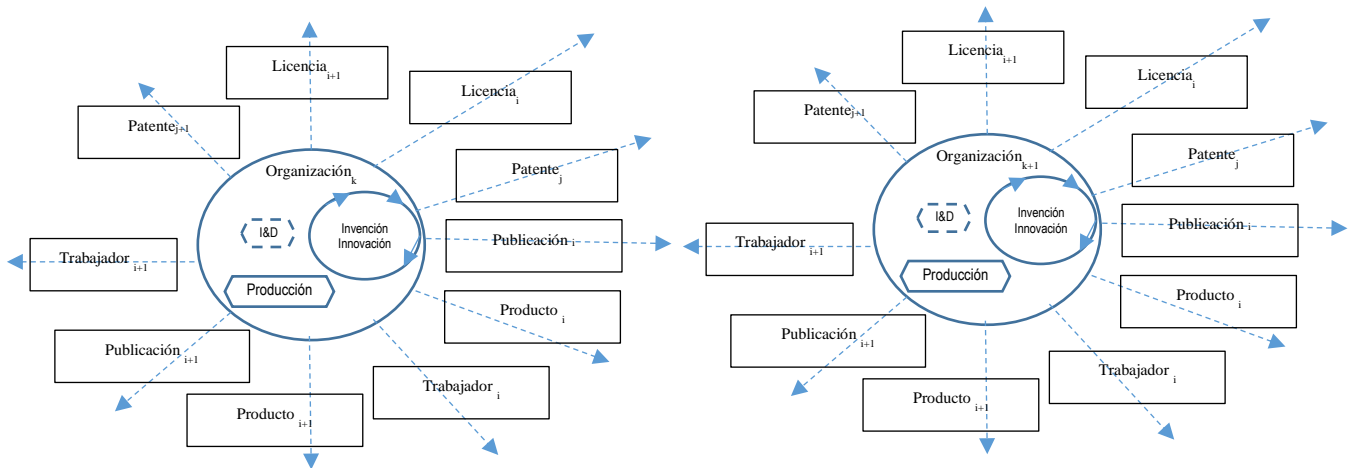 Licencia i+1
Licencia i
Patente j+1
Organización k
Patente j
I&D
Invención
Innovación
Publicación i
Trabajador i+1
Producción
Producto i
Publicación i+1
Trabajador i
Producto i+1
Licencia i+1
Licencia i
Patente j+1
Organización k+1
Patente j
I&D
Invención
Innovación
Publicación i
Trabajador i+1
Producción
Producto i
Publicación i+1
Trabajador i
Producto i+1